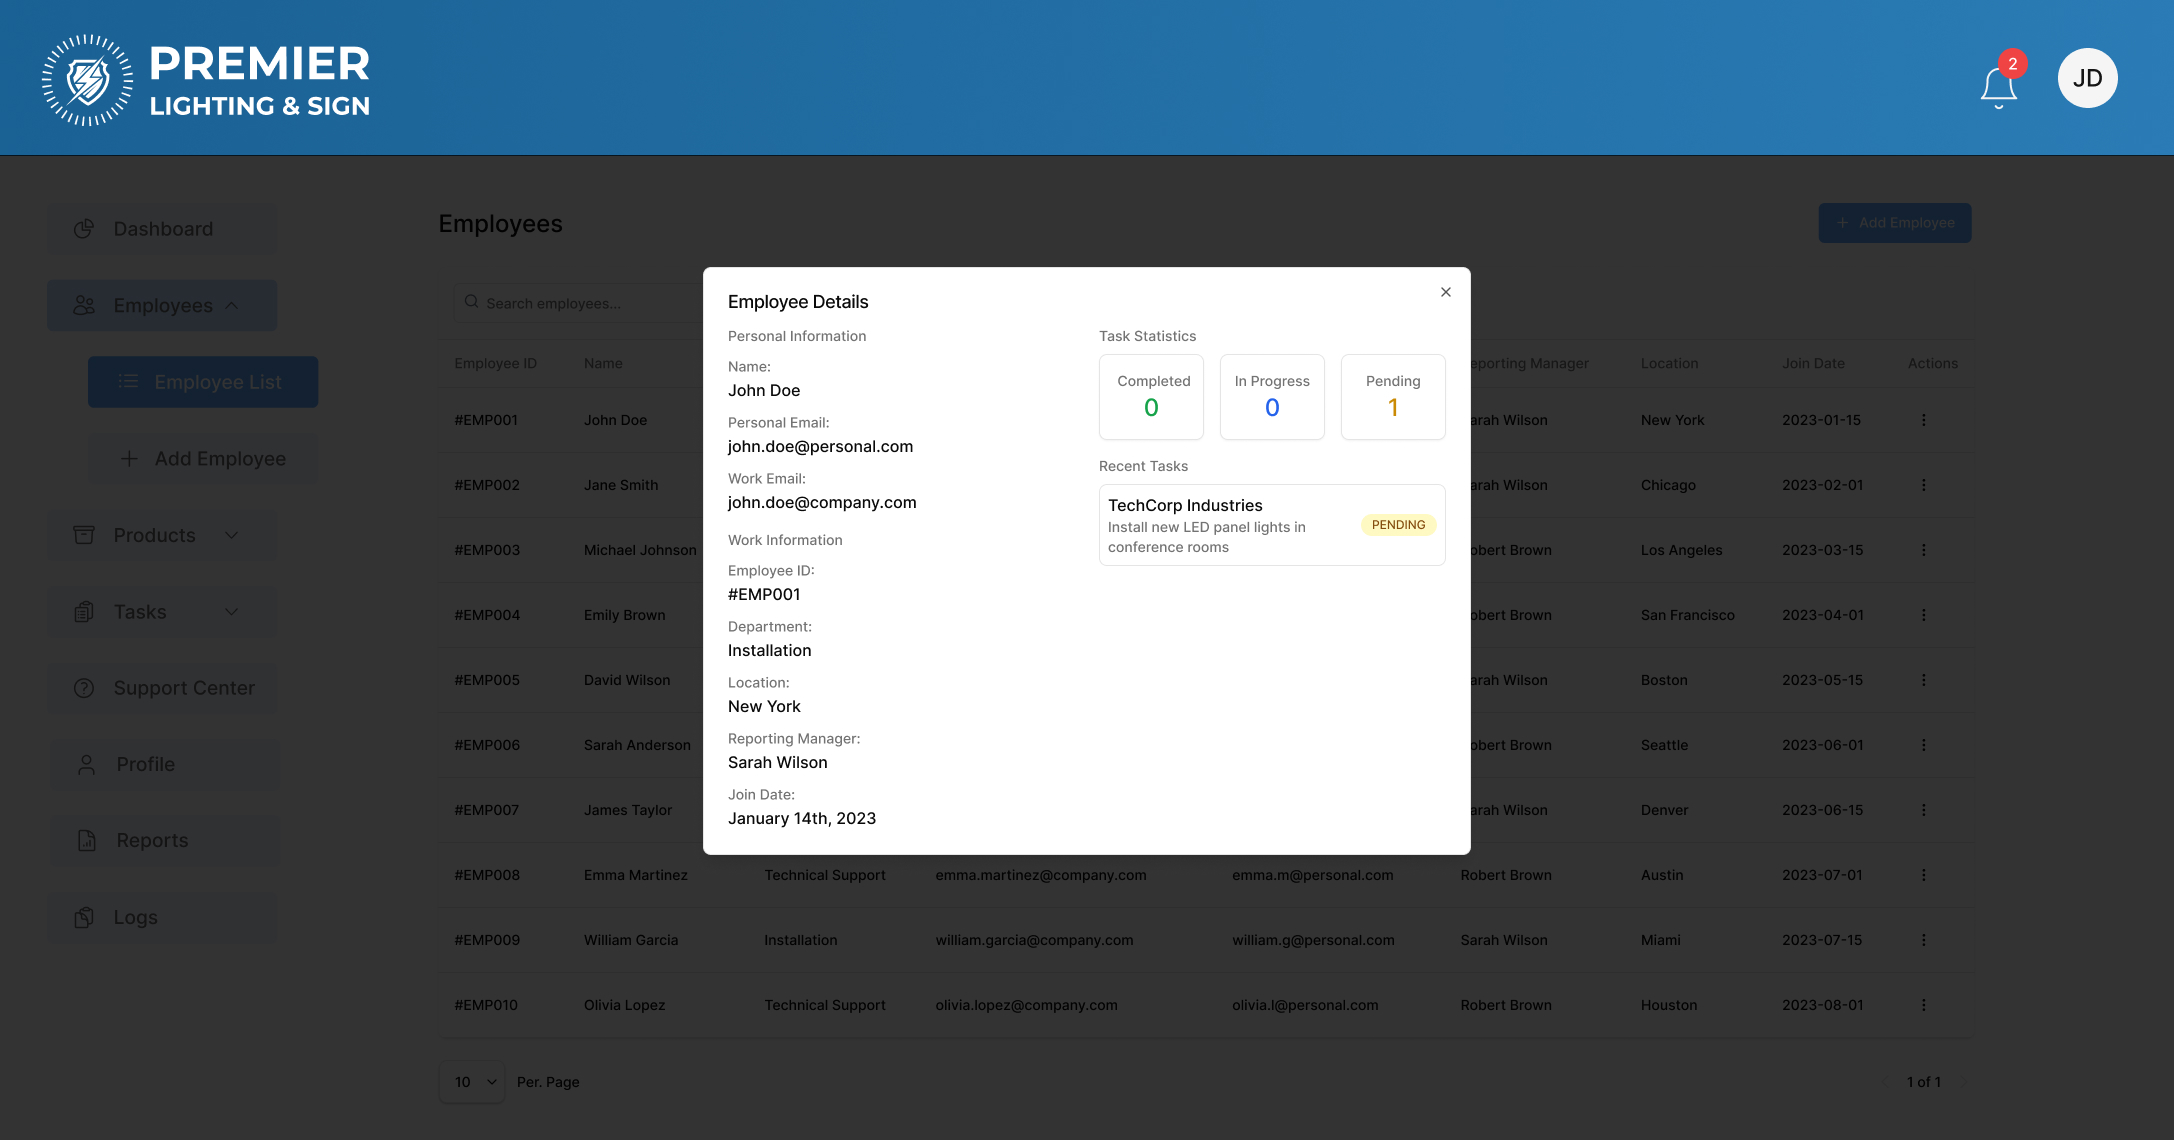 PREMIER
LIGHTING & SIGN
2
JD
Dashboard
Employees
Employee List
Add Employee
Products
Tasks
Support Center
Profile
Reports
Logs
Employees
Add Employee
Search employees...
Employee ID Name Reporting Manager Location Join Date Actions
#EMP001 John Doe Sarah Wilson New York 2023-01-15
#EMP002 Jane Smith Sarah Wilson Chicago 2023-02-01
#EMP003 Michael Johnson Robert Brown Los Angeles 2023-03-15
#EMP004 Emily Brown Robert Brown San Francisco 2023-04-01
#EMP005 David Wilson Sarah Wilson Boston 2023-05-15
#EMP006 Sarah Anderson Robert Brown Seattle 2023-06-01
#EMP007 James Taylor Sarah Wilson Denver 2023-06-15
#EMP008 Emma Martinez Technical Support emma.martinez@company.com emma.m@personal.com Robert Brown Austin 2023-07-01
#EMP009 William Garcia Installation william.garcia@company.com william.g@personal.com Sarah Wilson Miami 2023-07-15
#EMP010 Olivia Lopez Technical Support olivia.lopez@company.com olivia.l@personal.com Robert Brown Houston 2023-08-01
10 Per. Page
1 of 1
Employee Details
Personal Information
Name:
John Doe
Personal Email:
john.doe@personal.com
Work Email:
john.doe@company.com
Work Information
Employee ID:
#EMP001
Department:
Installation
Location:
New York
Reporting Manager:
Sarah Wilson
Join Date:
January 14th, 2023
Task Statistics
Completed In Progress Pending
0 0 1
Recent Tasks
TechCorp Industries
Install new LED panel lights in
conference rooms
PENDING